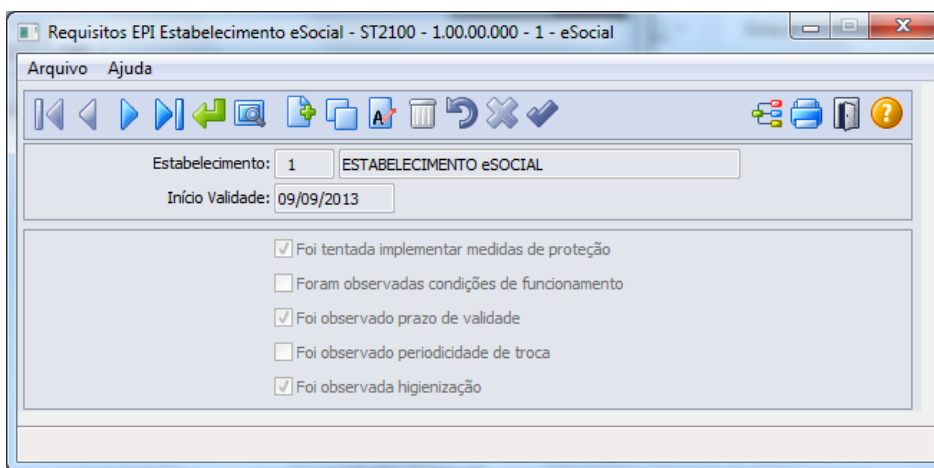 Requisitos EPI Estabelecimento eSocial - ST2100 - 1.00.00.000 - 1 - eSocial
Arquivo Ajuda
Estabelecimento: 1 ESTABELECIMENTO eSOCIAL
Início Validade: 09/09/2013
Foi tentada implementar medidas de proteção
Foram observadas condições de funcionamento
Foi observado prazo de validade
Foi observado periodicidade de troca
Foi observada higienização